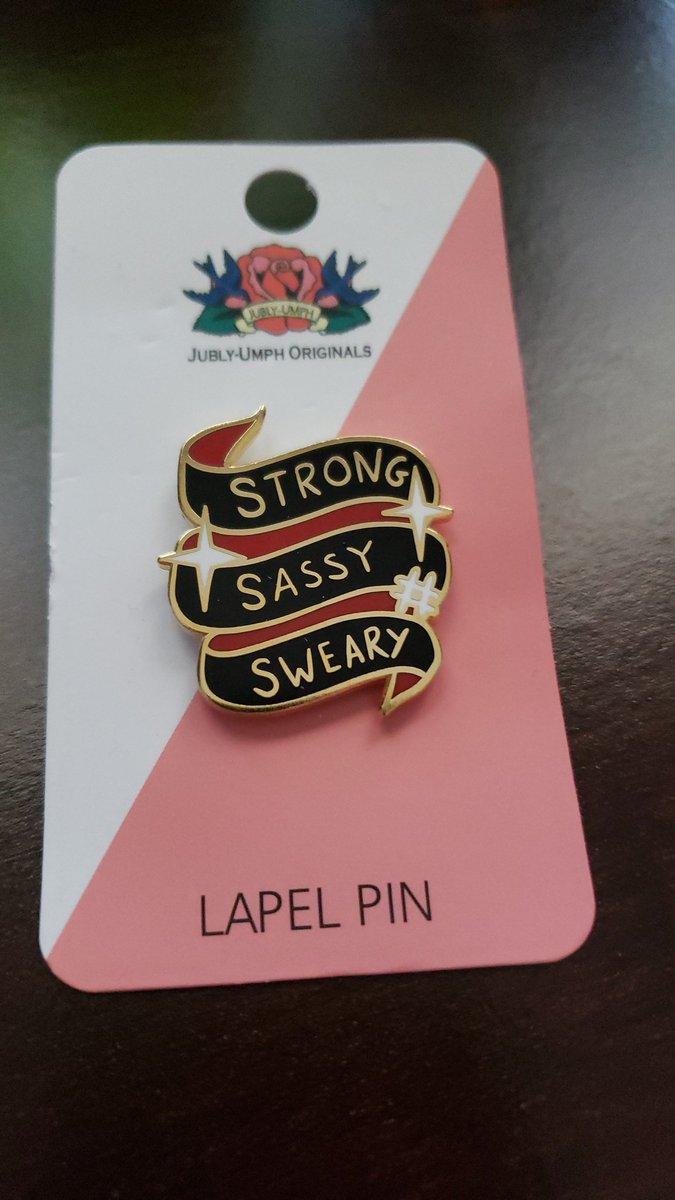 JUBLY-UMPH
JUBLY-UMPH ORIGINALS
STRONG
SASSY
#
SWEARY
LAPEL PIN